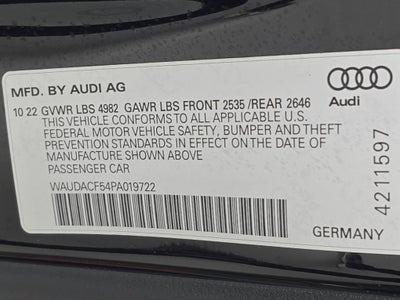 MFD. BY AUDI AG
10 22 GVWR LBS 4982 GAWR LBS FRONT 2535 /REAR 2646
THIS VEHICLE CONFORMS TO ALL APPLICABLE
FEDERAL MOTOR VEHICLE SAFETY, BUMPER AND THEFT
PREVENTION STANDARDS IN EFFECT ON THE DATE OF
MANUFACTURE SHOWN ABOVE.
PASSENGER CAR
WAUDACF54PA019722
Audi
4211597
GERMANY